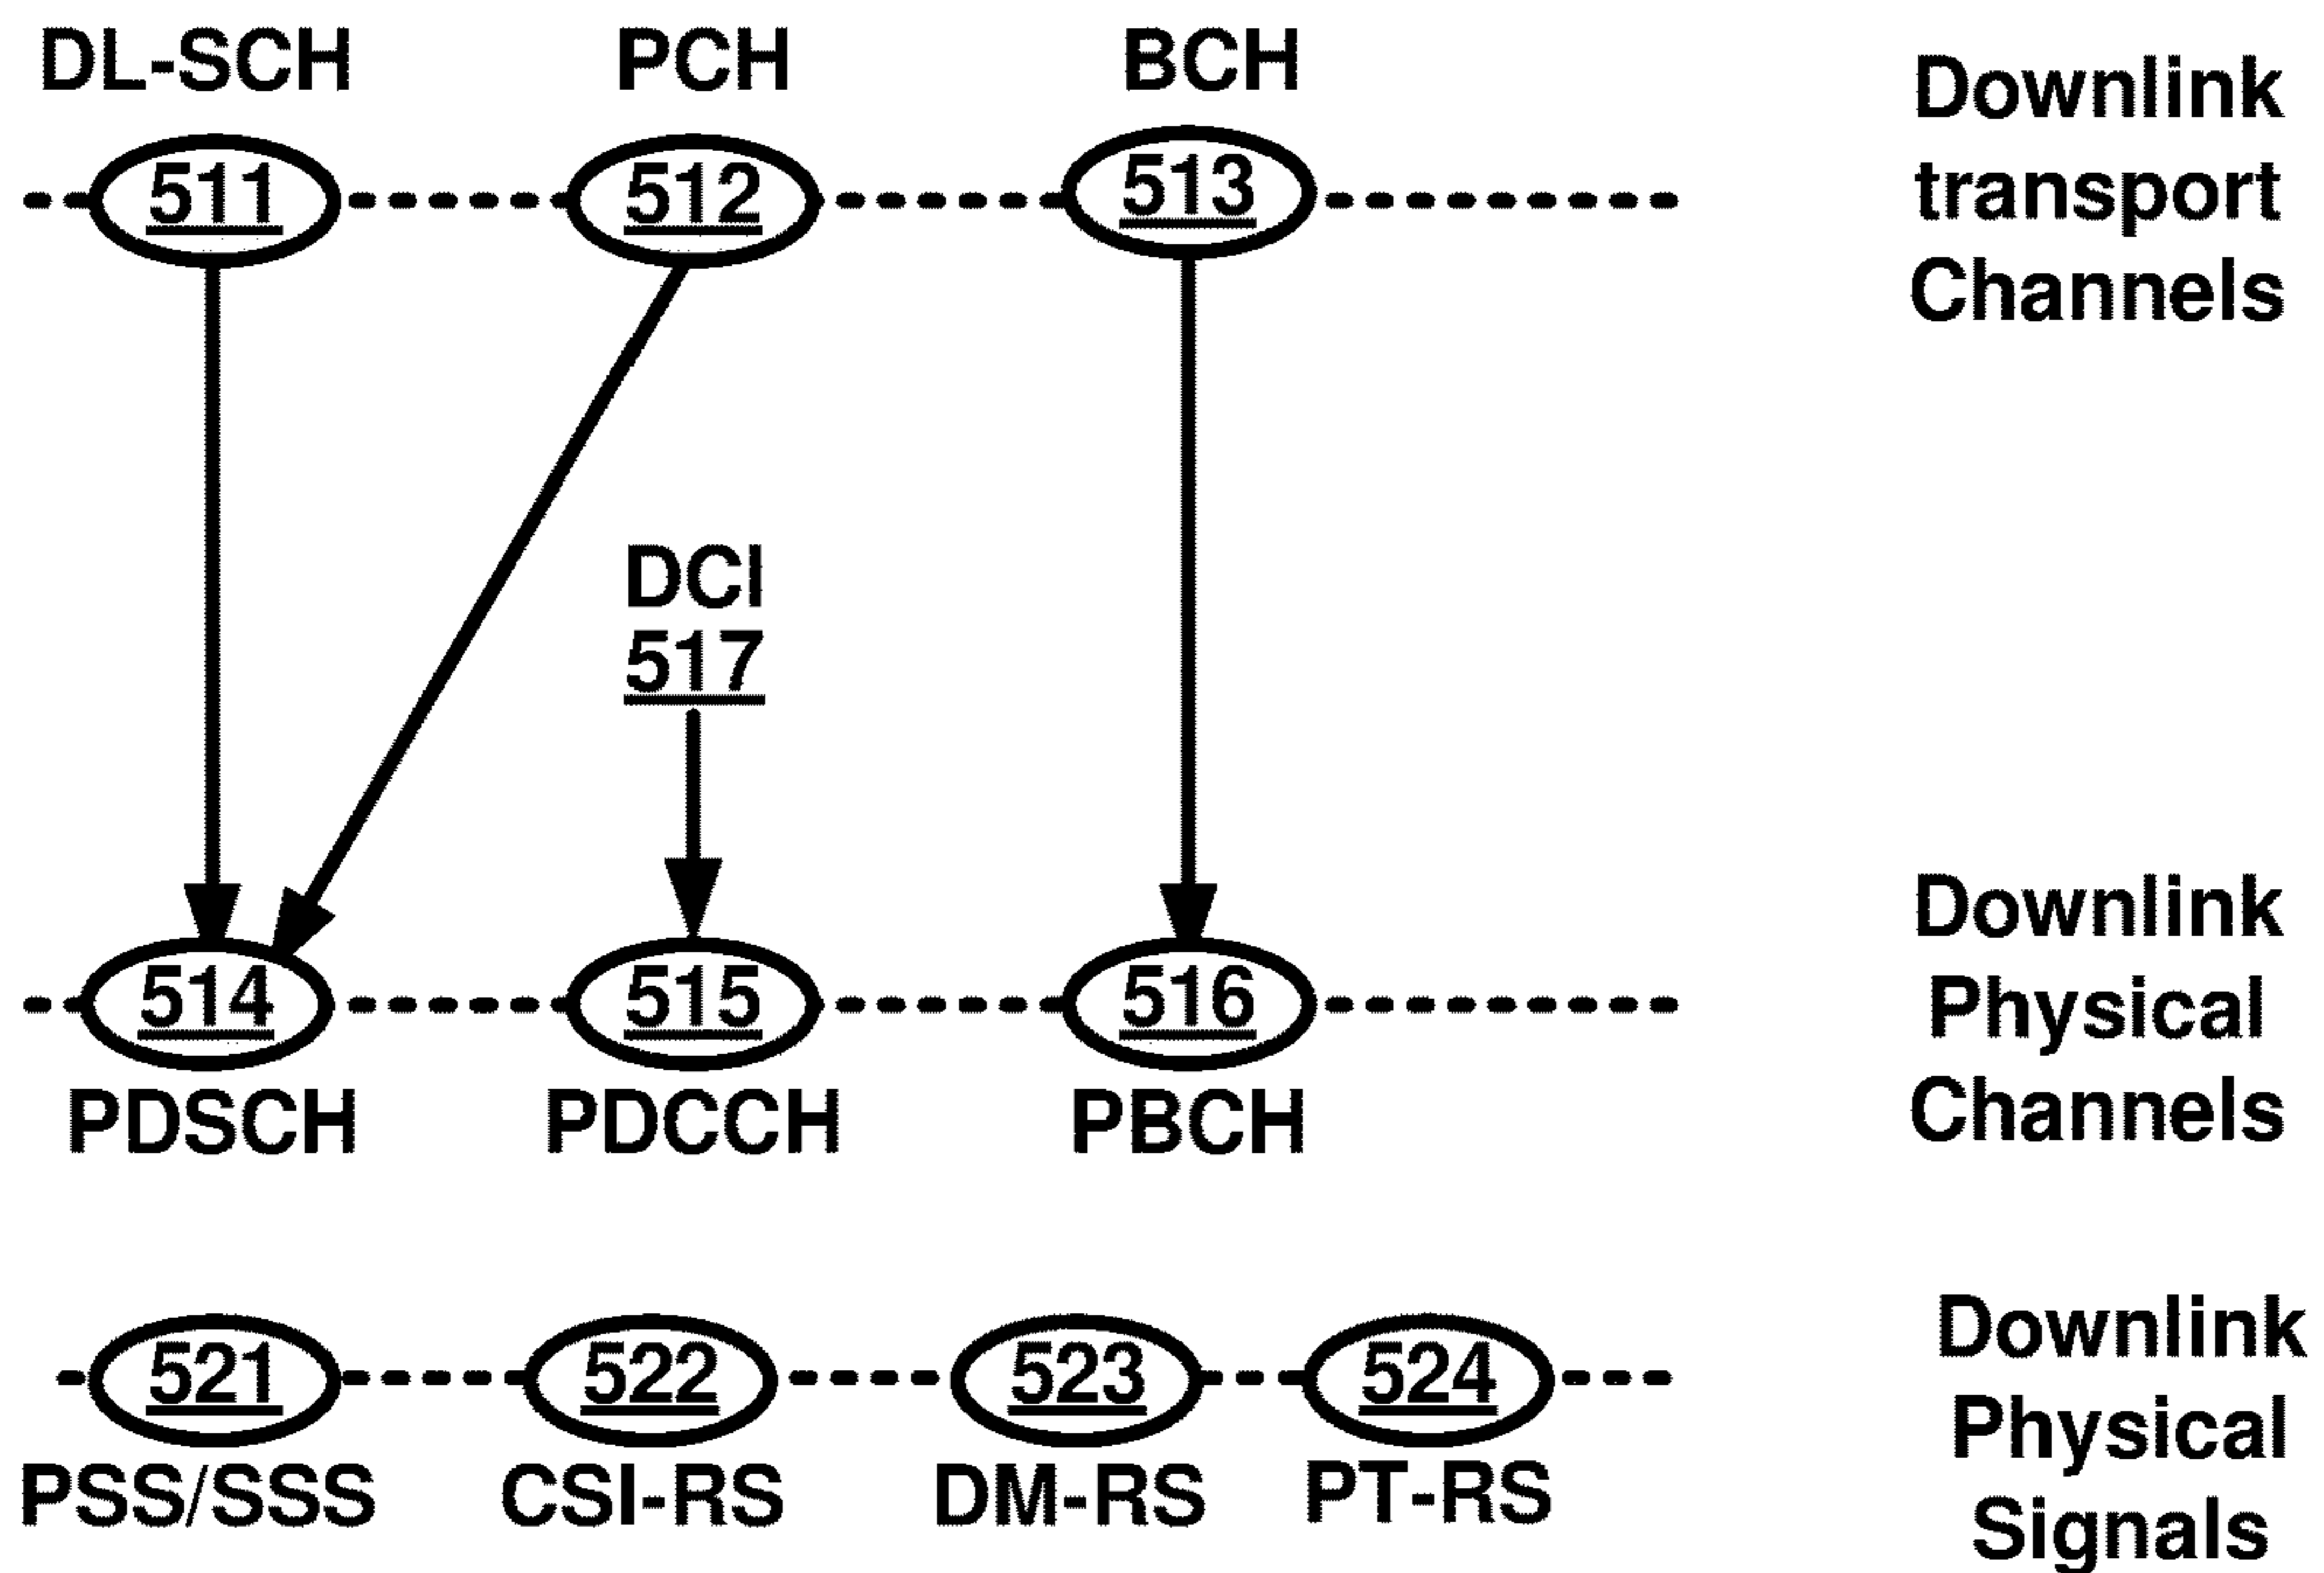 DL-SCH PCH BCH
511 512 513
Downlink
transport
Channels
DCI
517
514 515 516
PDSCH PDCCH PBCH
Downlink
Physical
Channels
521 522 523 524
PSS/SSS CSI-RS DM-RS PT-RS
Downlink
Physical
Signals